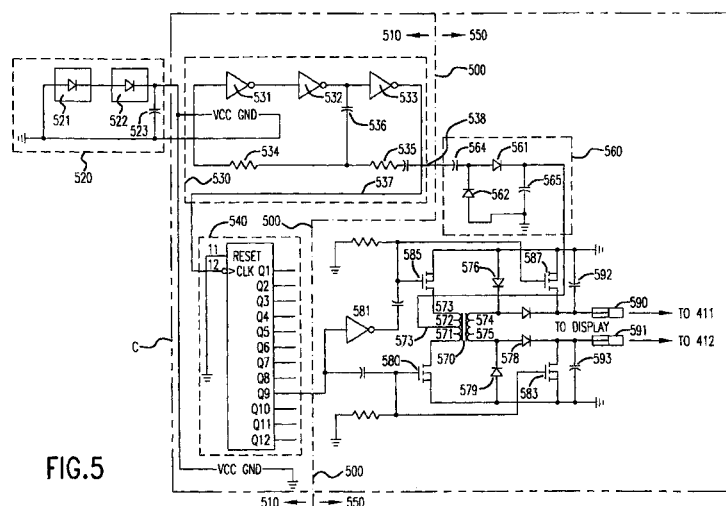 510 550
500
531 532 533
521 522 523
VCC GND
536
538
534 535
564 561
560
520
530
537
562
565
540
500
11 RESET
12 CLK
Q1
Q2
Q3
Q4
Q5
Q6
Q7
Q8
Q9
Q10
Q11
Q12
585
576
587
592
581
573
572
573
571
574
575
TO DISPLAY
590
TO 411
591
TO 412
570
578
580
579
583
593
C
VCC GND
500
FIG.5
510 550